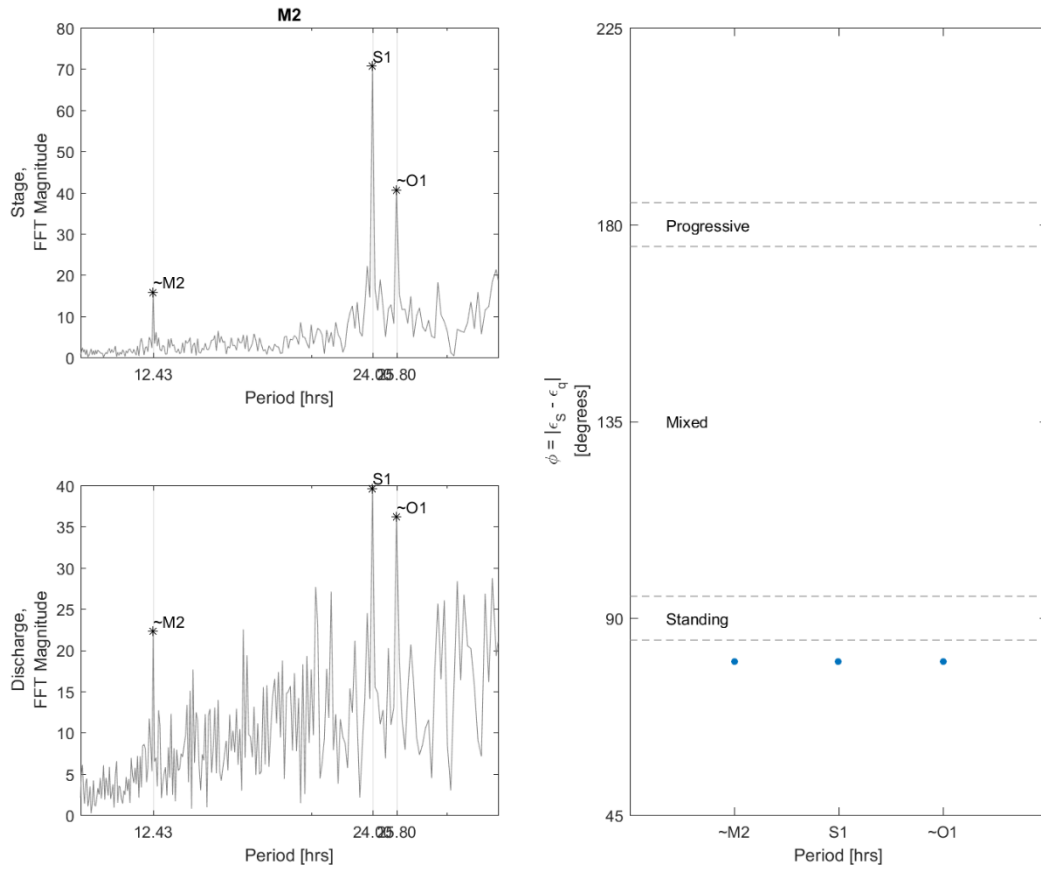 M2
80
70
60
50
40
30
20
10
0
Stage,
FFT Magnitude
S1
~O1
~M2
12.43
24.00
25.80
Period [hrs]
40
35
30
25
20
15
10
5
0
Discharge,
FFT Magnitude
S1
~O1
~M2
12.43
24.00
25.80
Period [hrs]
225
180
135
90
45
ϕ = |ϵ_S - ϵ_q|
[degrees]
Progressive
Mixed
Standing
~M2
S1
~O1
Period [hrs]